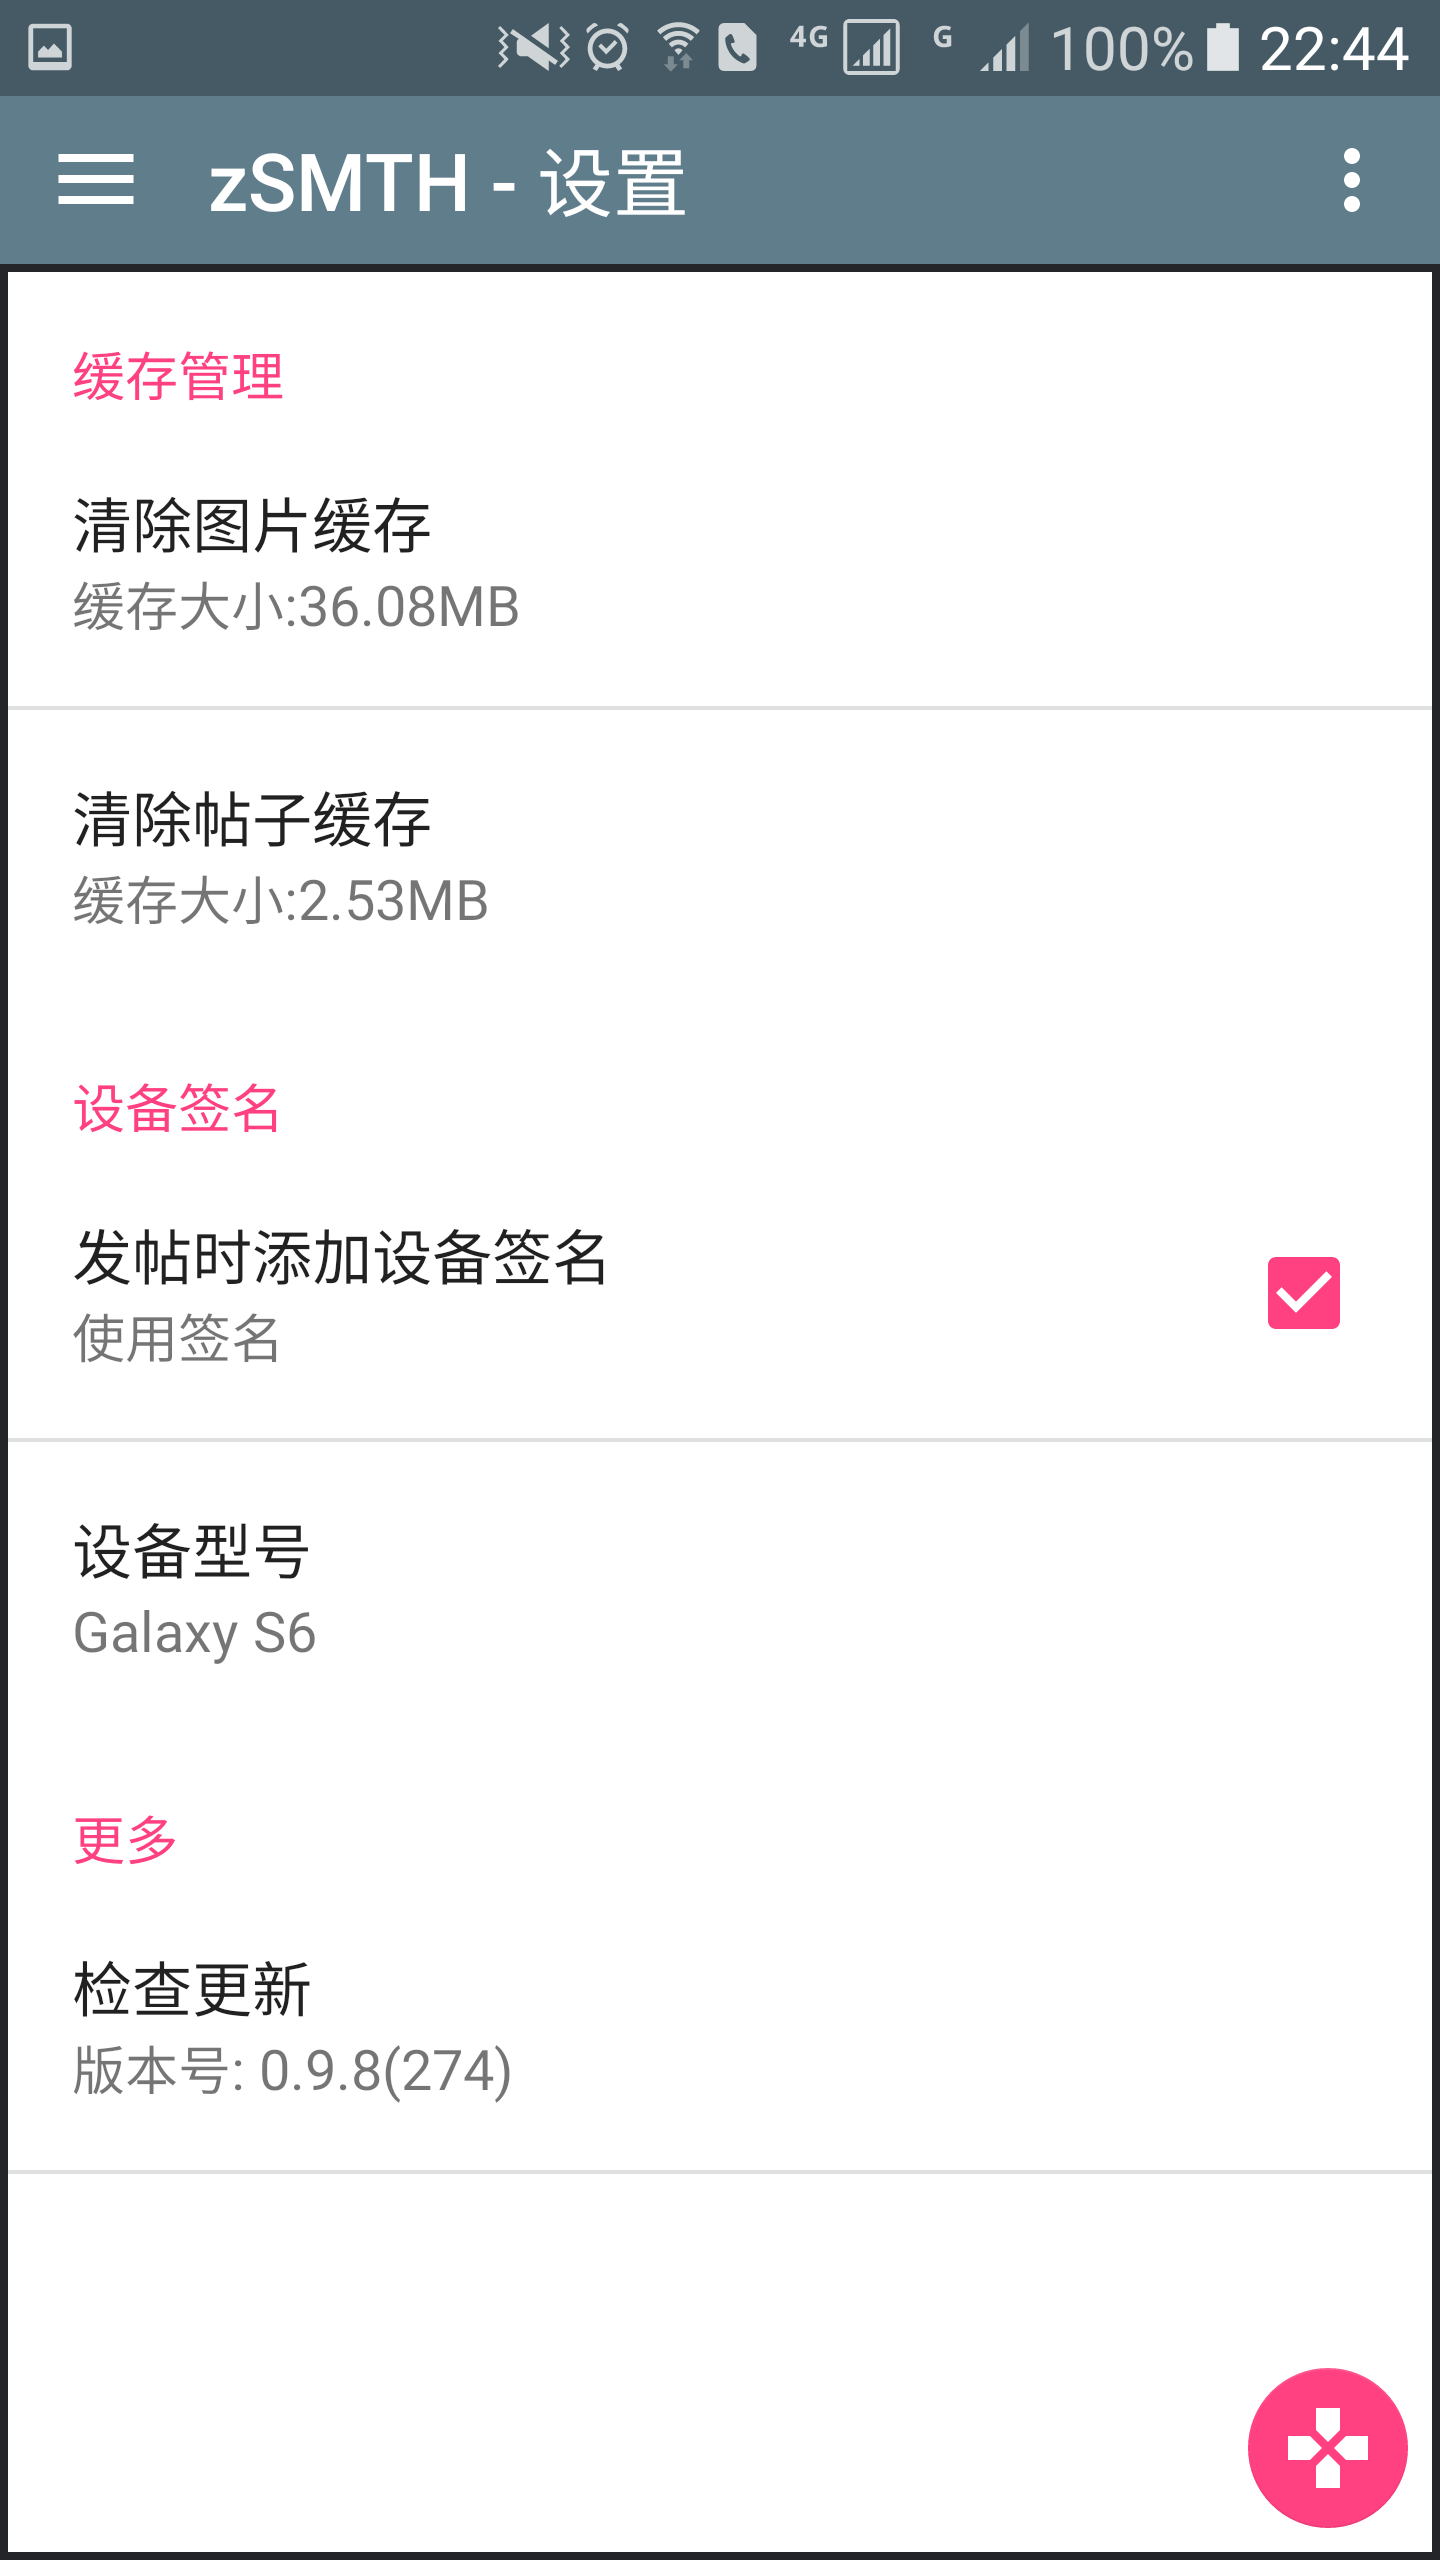 4G G 100% 22:44
zSMTH - 设置
缓存管理
清除图片缓存
缓存大小:36.08MB
清除帖子缓存
缓存大小:2.53MB
设备签名
发帖时添加设备签名
使用签名
设备型号
Galaxy S6
更多
检查更新
版本号: 0.9.8(274)